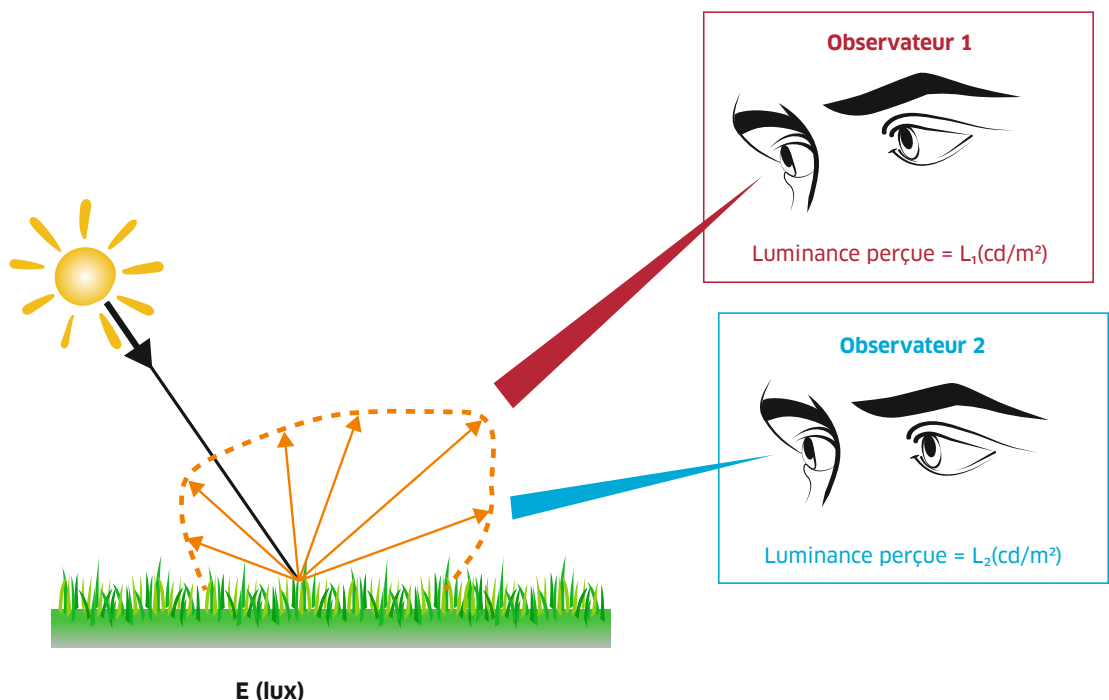 Observateur 1
Luminance perçue = L₁(cd/m²)
Observateur 2
Luminance perçue = L₂(cd/m²)
E (lux)